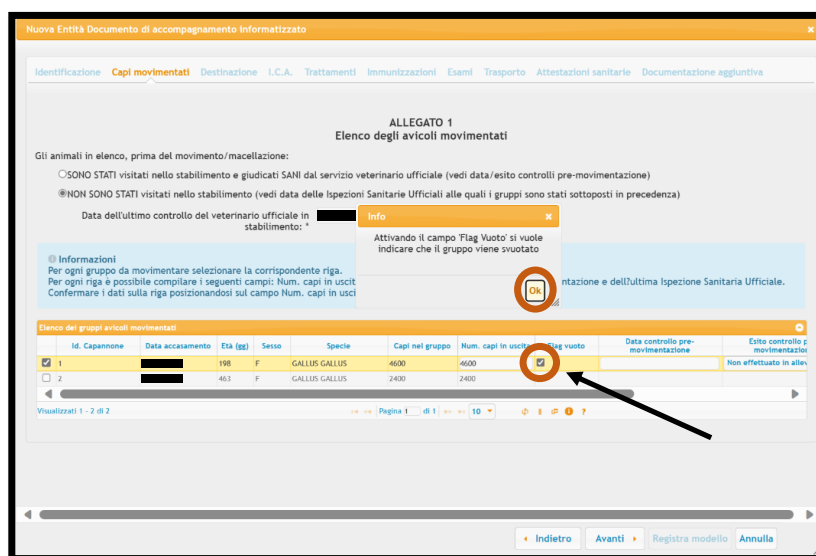 Nuova Entità Documento di accompagnamento informatizzato
Identificazione Capi movimentati Destinazione I.C.A. Trattamenti Immunizzazioni Esami Trasporto Attestazioni sanitarie Documentazione aggiuntiva
ALLEGATO 1
Elenco degli avicoli movimentati
Gli animali in elenco, prima del movimento/macellazione:
SONO STATI visitati nello stabilimento e giudicati SANI dal servizio veterinario ufficiale (vedi data/esito controlli pre-movimentazione)
NON SONO STATI visitati nello stabilimento (vedi data delle Ispezioni Sanitarie Ufficiali alle quali i gruppi sono stati sottoposti in precedenza)
Data dell'ultimo controllo del veterinario ufficiale in
stabilimento: *
Info
Attivando il campo 'Flag Vuoto' si vuole
indicare che il gruppo viene svuotato
Ok
Informazioni
Per ogni gruppo da movimentare selezionare la corrispondente riga.
Per ogni riga è possibile compilare i seguenti campi: Num. capi in uscit ntazione e dell?ultima Ispezione Sanitaria Ufficiale.
Confermare i dati sulla riga posizionandosi sul campo Num. capi in usci
Elenco dei gruppi avicoli movimentati
Id. Capannone Data accasamento Età (gg) Sesso Specie Capi nel gruppo Num. capi in uscita Flag vuoto Data controllo pre-movimentazione Esito controllo p movimentazion
1 198 F GALLUS GALLUS 4600 4600 Non effettuato in allev
2 463 F GALLUS GALLUS 2400 2400
Visualizzati 1 - 2 di 2 Pagina 1 di 1 10 ?
Indietro Avanti Registra modello Annulla